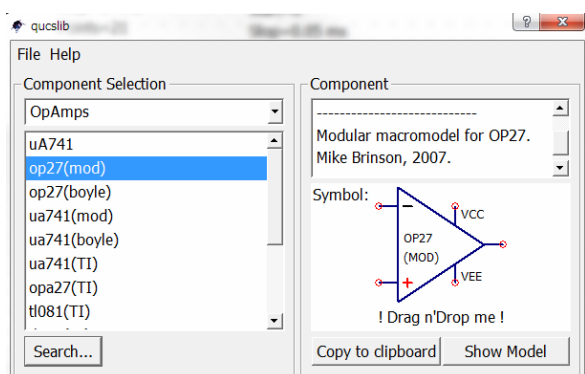 qucslib
File Help
Component Selection
OpAmps
uA741
op27(mod)
op27(boyle)
ua741(mod)
ua741(boyle)
ua741(TI)
opa27(TI)
tl081(TI)
Search...
Component
---------------------------
Modular macromodel for OP27.
Mike Brinson, 2007.
Symbol:
VCC
OP27
(MOD)
VEE
! Drag n'Drop me !
Copy to clipboard Show Model